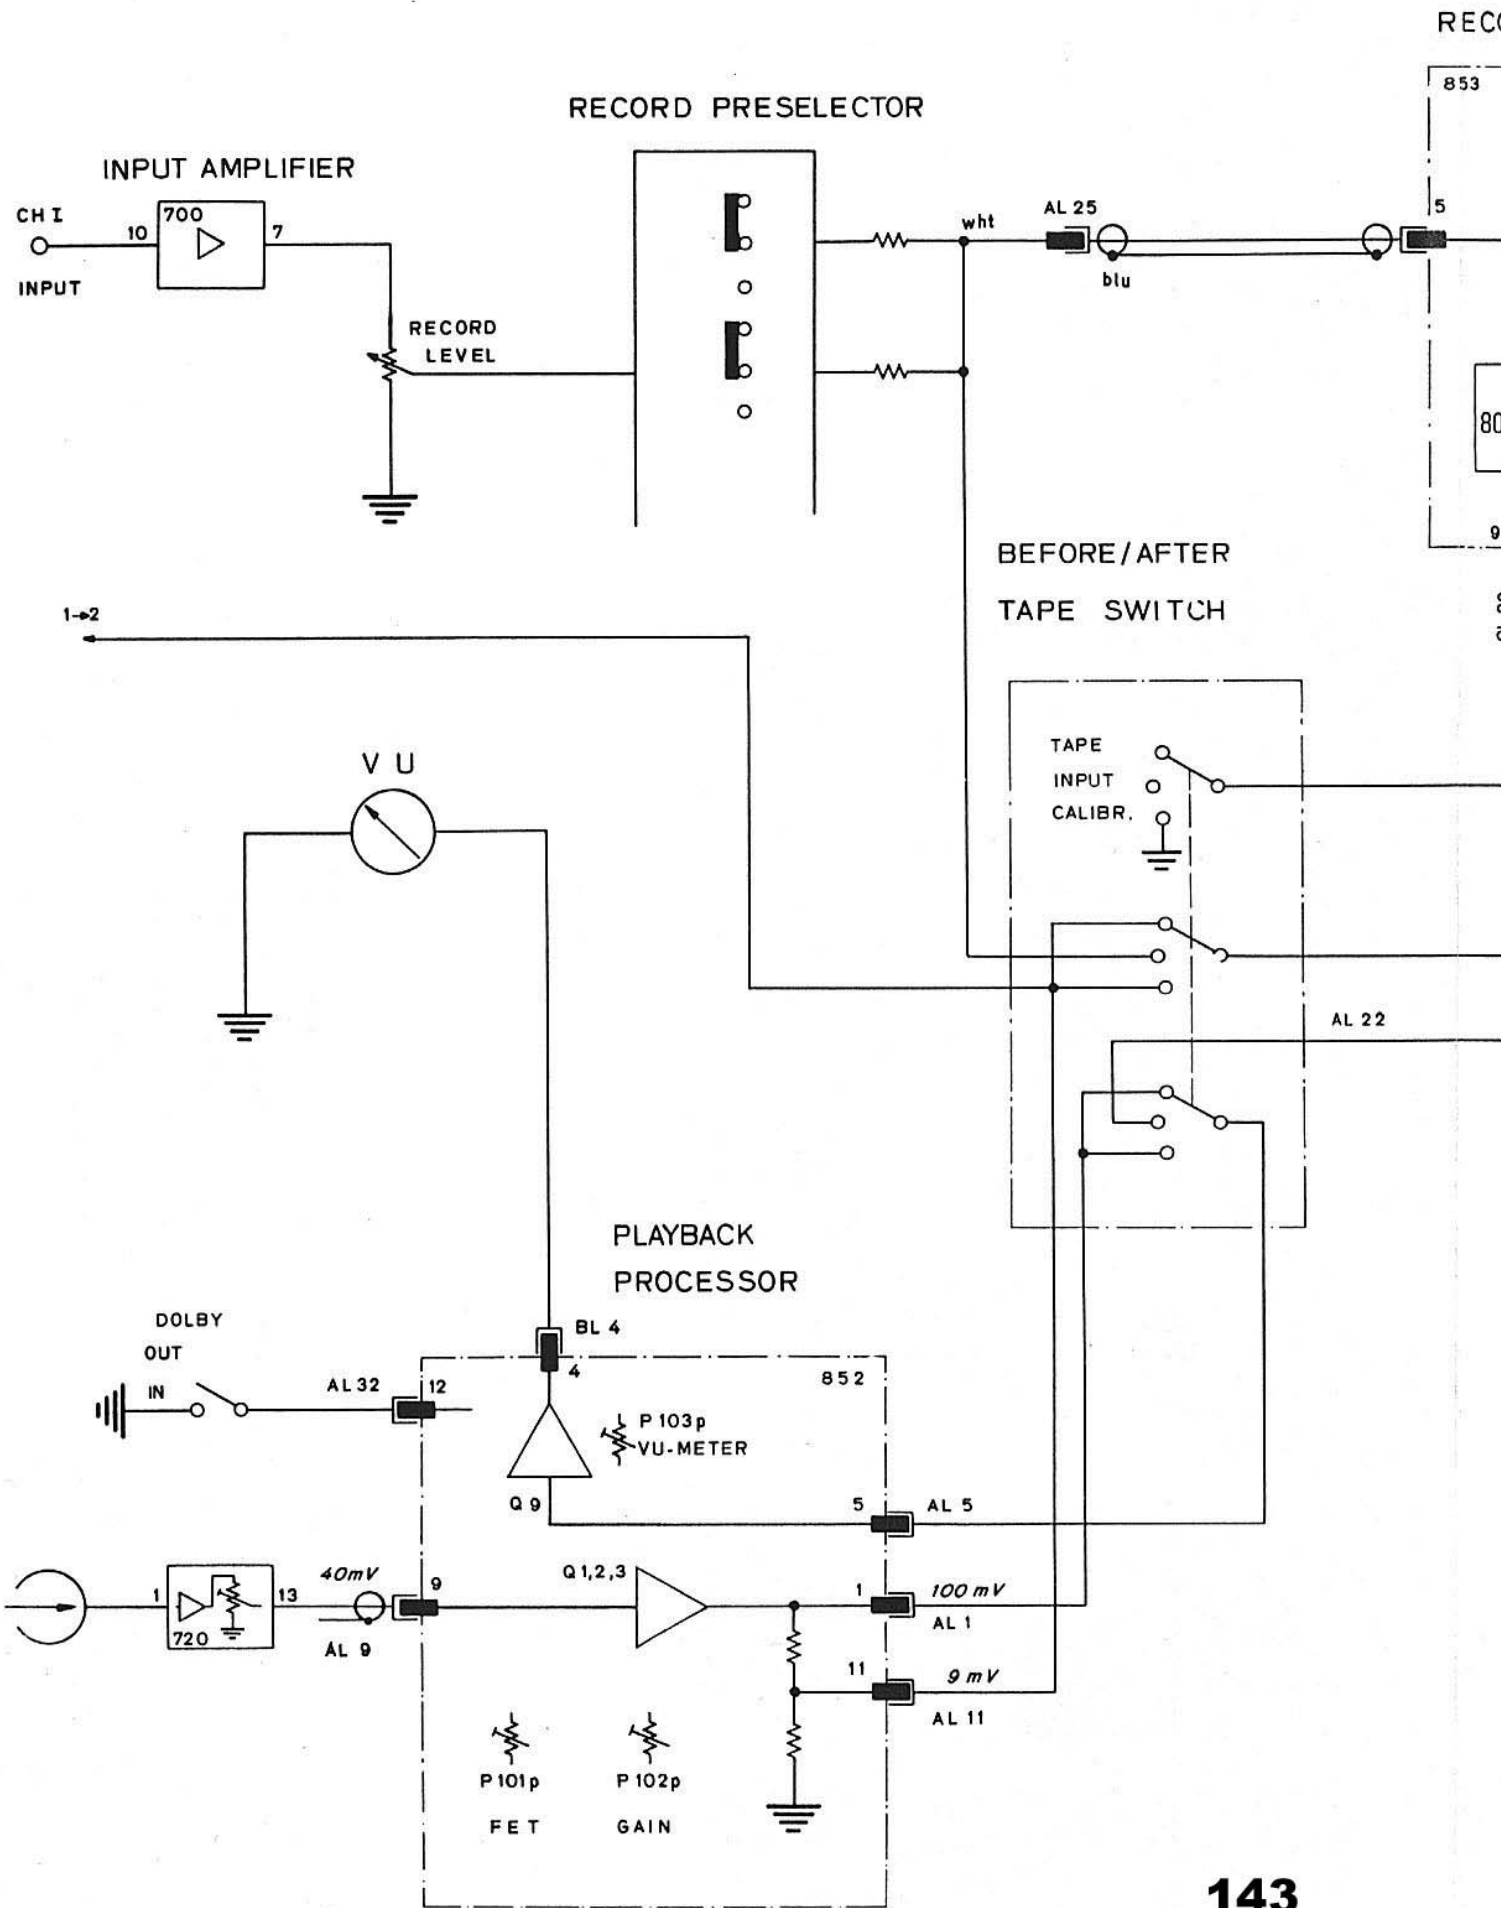 RECO
853
RECORD PRESELECTOR
INPUT AMPLIFIER
CH I
10
700
7
INPUT
wht
AL 25
5
blu
RECORD
LEVEL
80
9
BEFORE/AFTER
TAPE SWITCH
1→2
V U
TAPE
INPUT
CALIBR.
AL 22
PLAYBACK
PROCESSOR
DOLBY
OUT
IN
AL 32
12
BL 4
4
852
P 103p
VU-METER
Q 9
5
AL 5
1
720
13
40mV
AL 9
9
Q 1,2,3
1
100 mV
AL 1
11
9 mV
AL 11
P 101p
FET
P 102p
GAIN
143